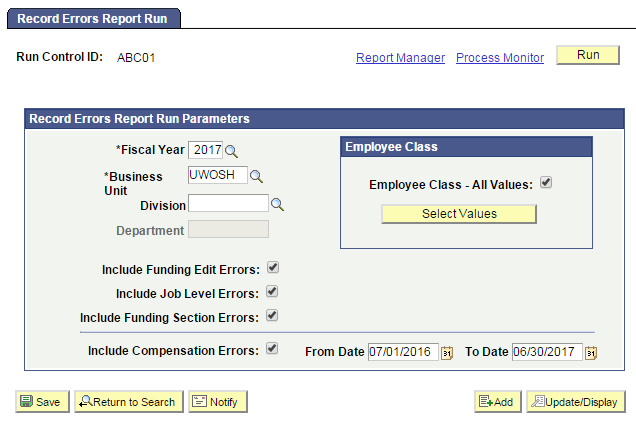 Record Errors Report Run
Run Control ID: ABC01 Report Manager Process Monitor Run
Record Errors Report Run Parameters
*Fiscal Year 2017
*Business Unit UWOSH
Division
Department
Employee Class
Employee Class - All Values:
Select Values
Include Funding Edit Errors:
Include Job Level Errors:
Include Funding Section Errors:
Include Compensation Errors: From Date 07/01/2016 31 To Date 06/30/2017 31
Save Return to Search Notify Add Update/Display